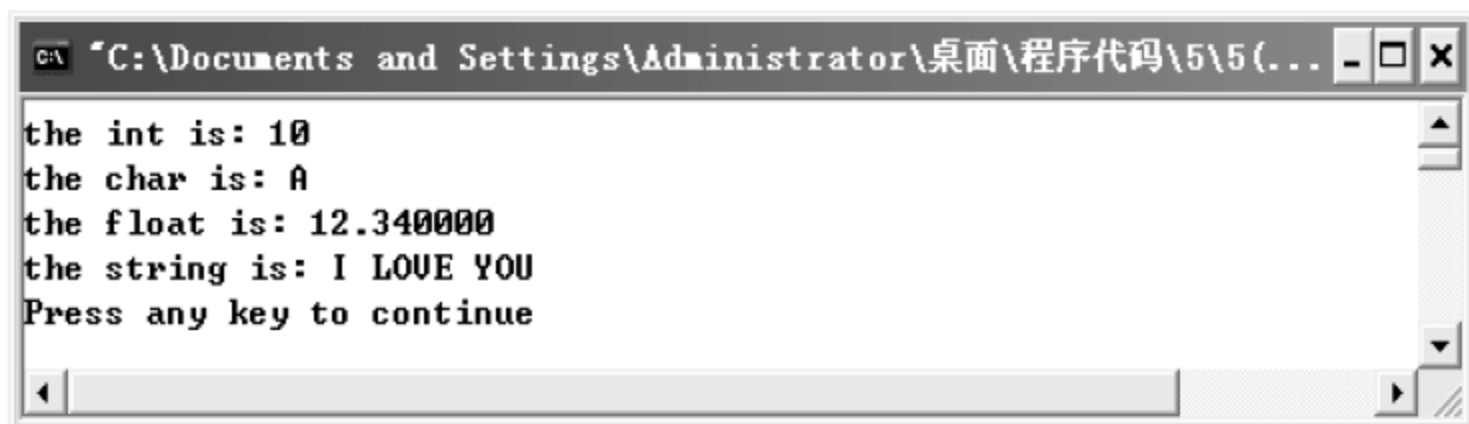 "C:\Documents and Settings\Administrator\桌面\程序代码\5\5(...
the int is: 10
the char is: A
the float is: 12.340000
the string is: I LOVE YOU
Press any key to continue